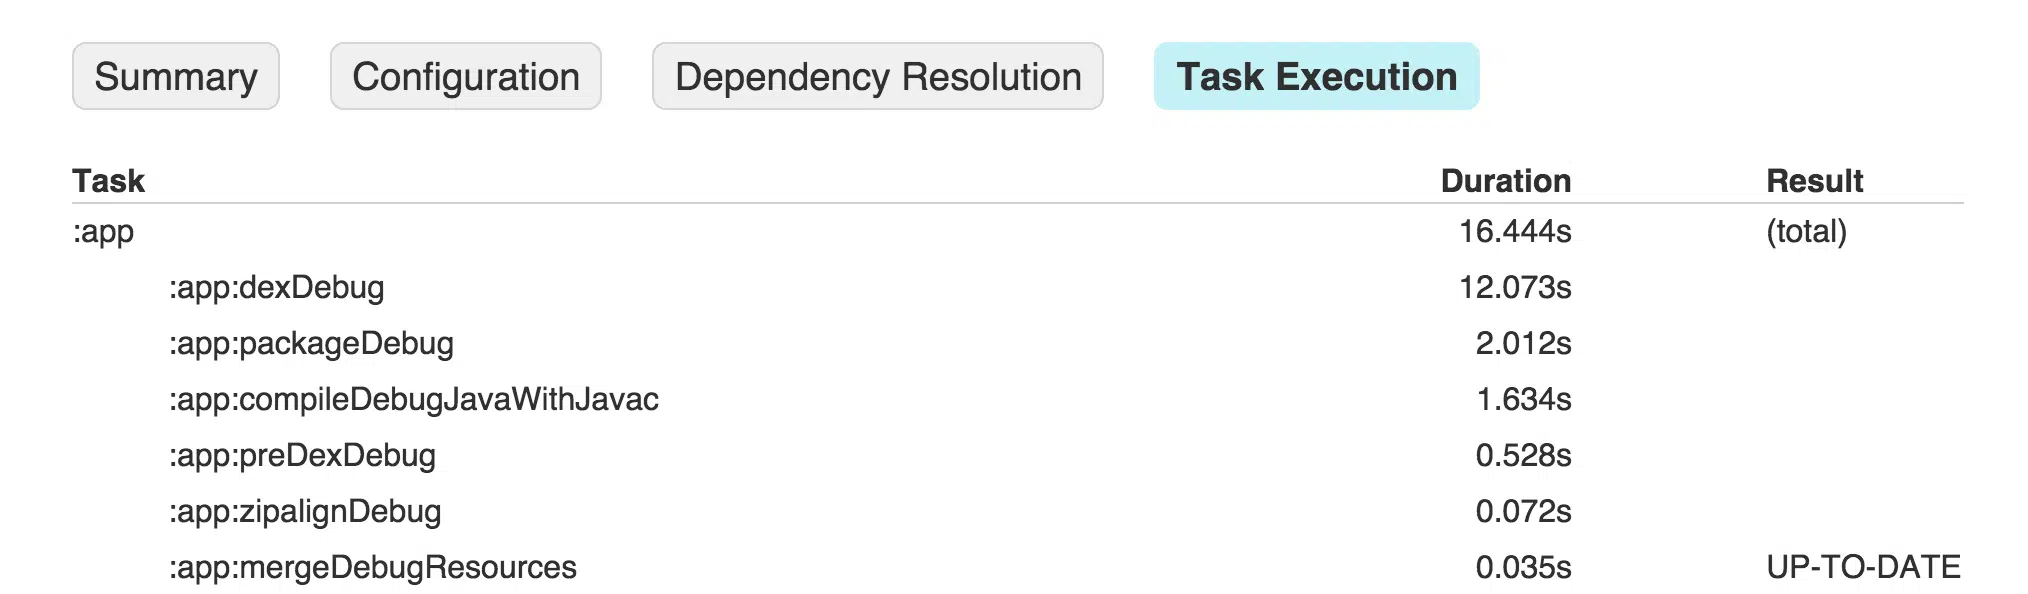 Summary Configuration Dependency Resolution Task Execution
Task Duration Result
:app 16.444s (total)
:app:dexDebug 12.073s
:app:packageDebug 2.012s
:app:compileDebugJavaWithJavac 1.634s
:app:preDexDebug 0.528s
:app:zipalignDebug 0.072s
:app:mergeDebugResources 0.035s UP-TO-DATE